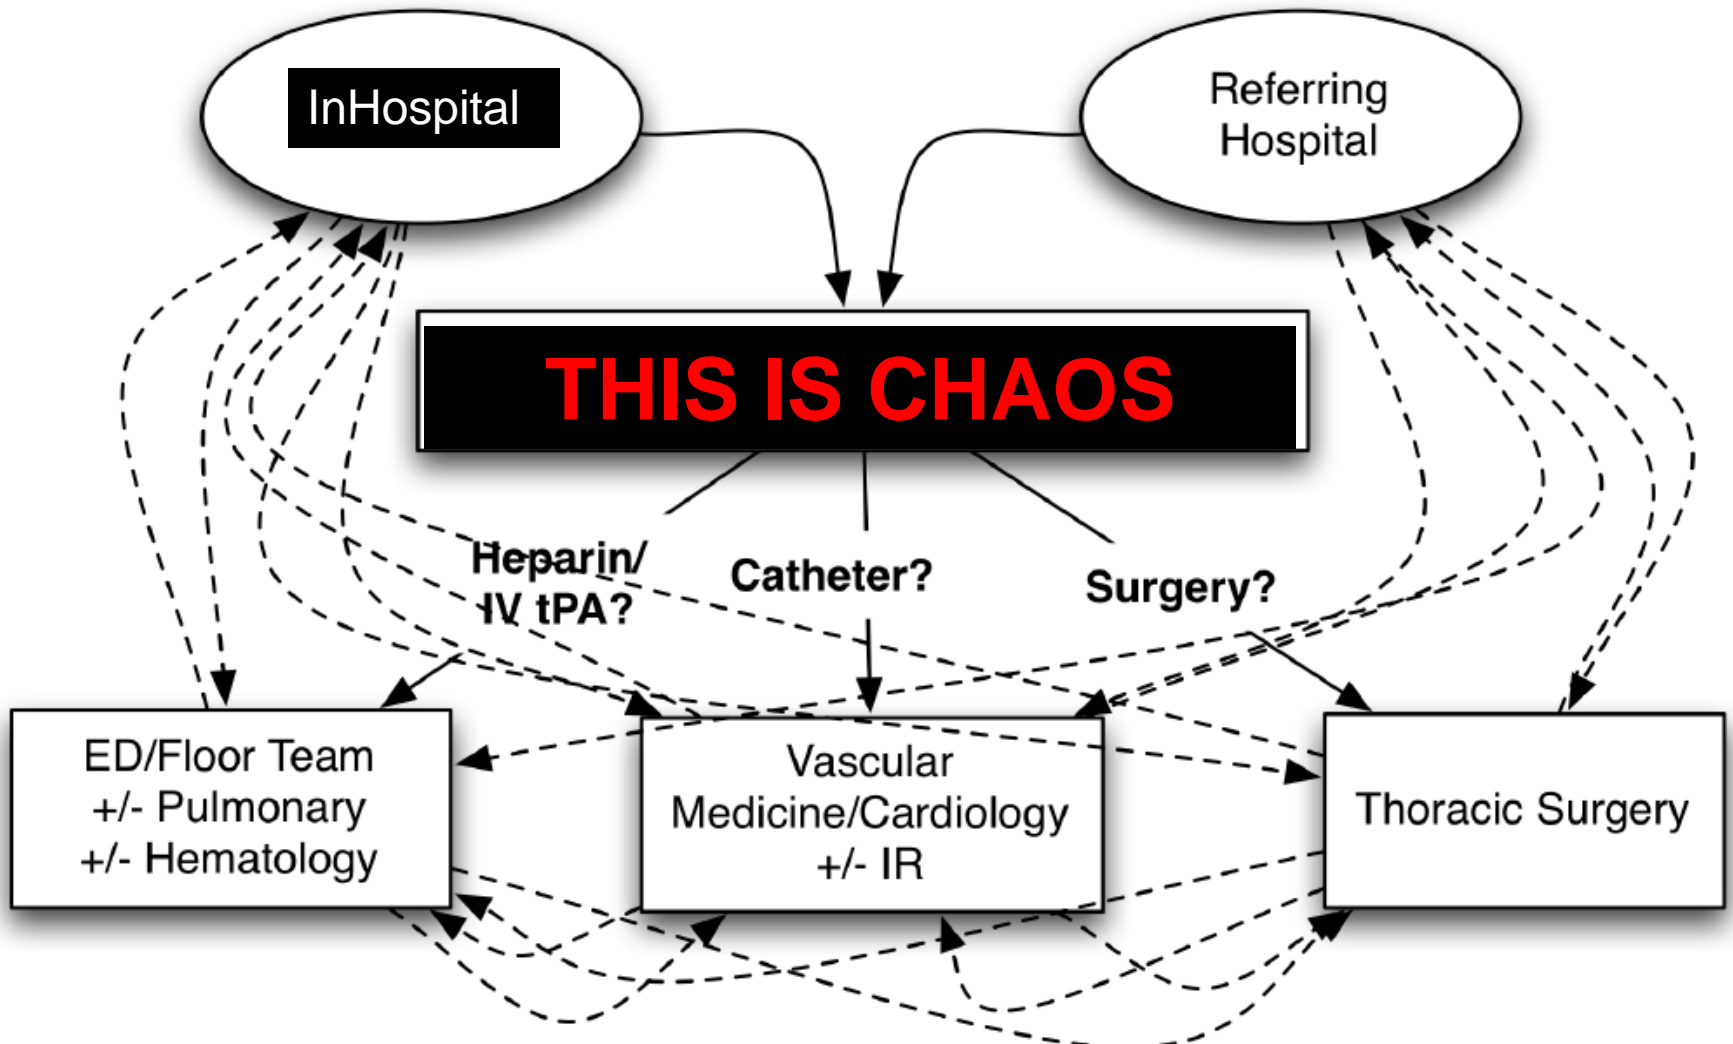 InHospital
Referring
Hospital
THIS IS CHAOS
Heparin/
IV tPA?
Catheter?
Surgery?
ED/Floor Team
+/- Pulmonary
+/- Hematology
Vascular
Medicine/Cardiology
+/- IR
Thoracic Surgery